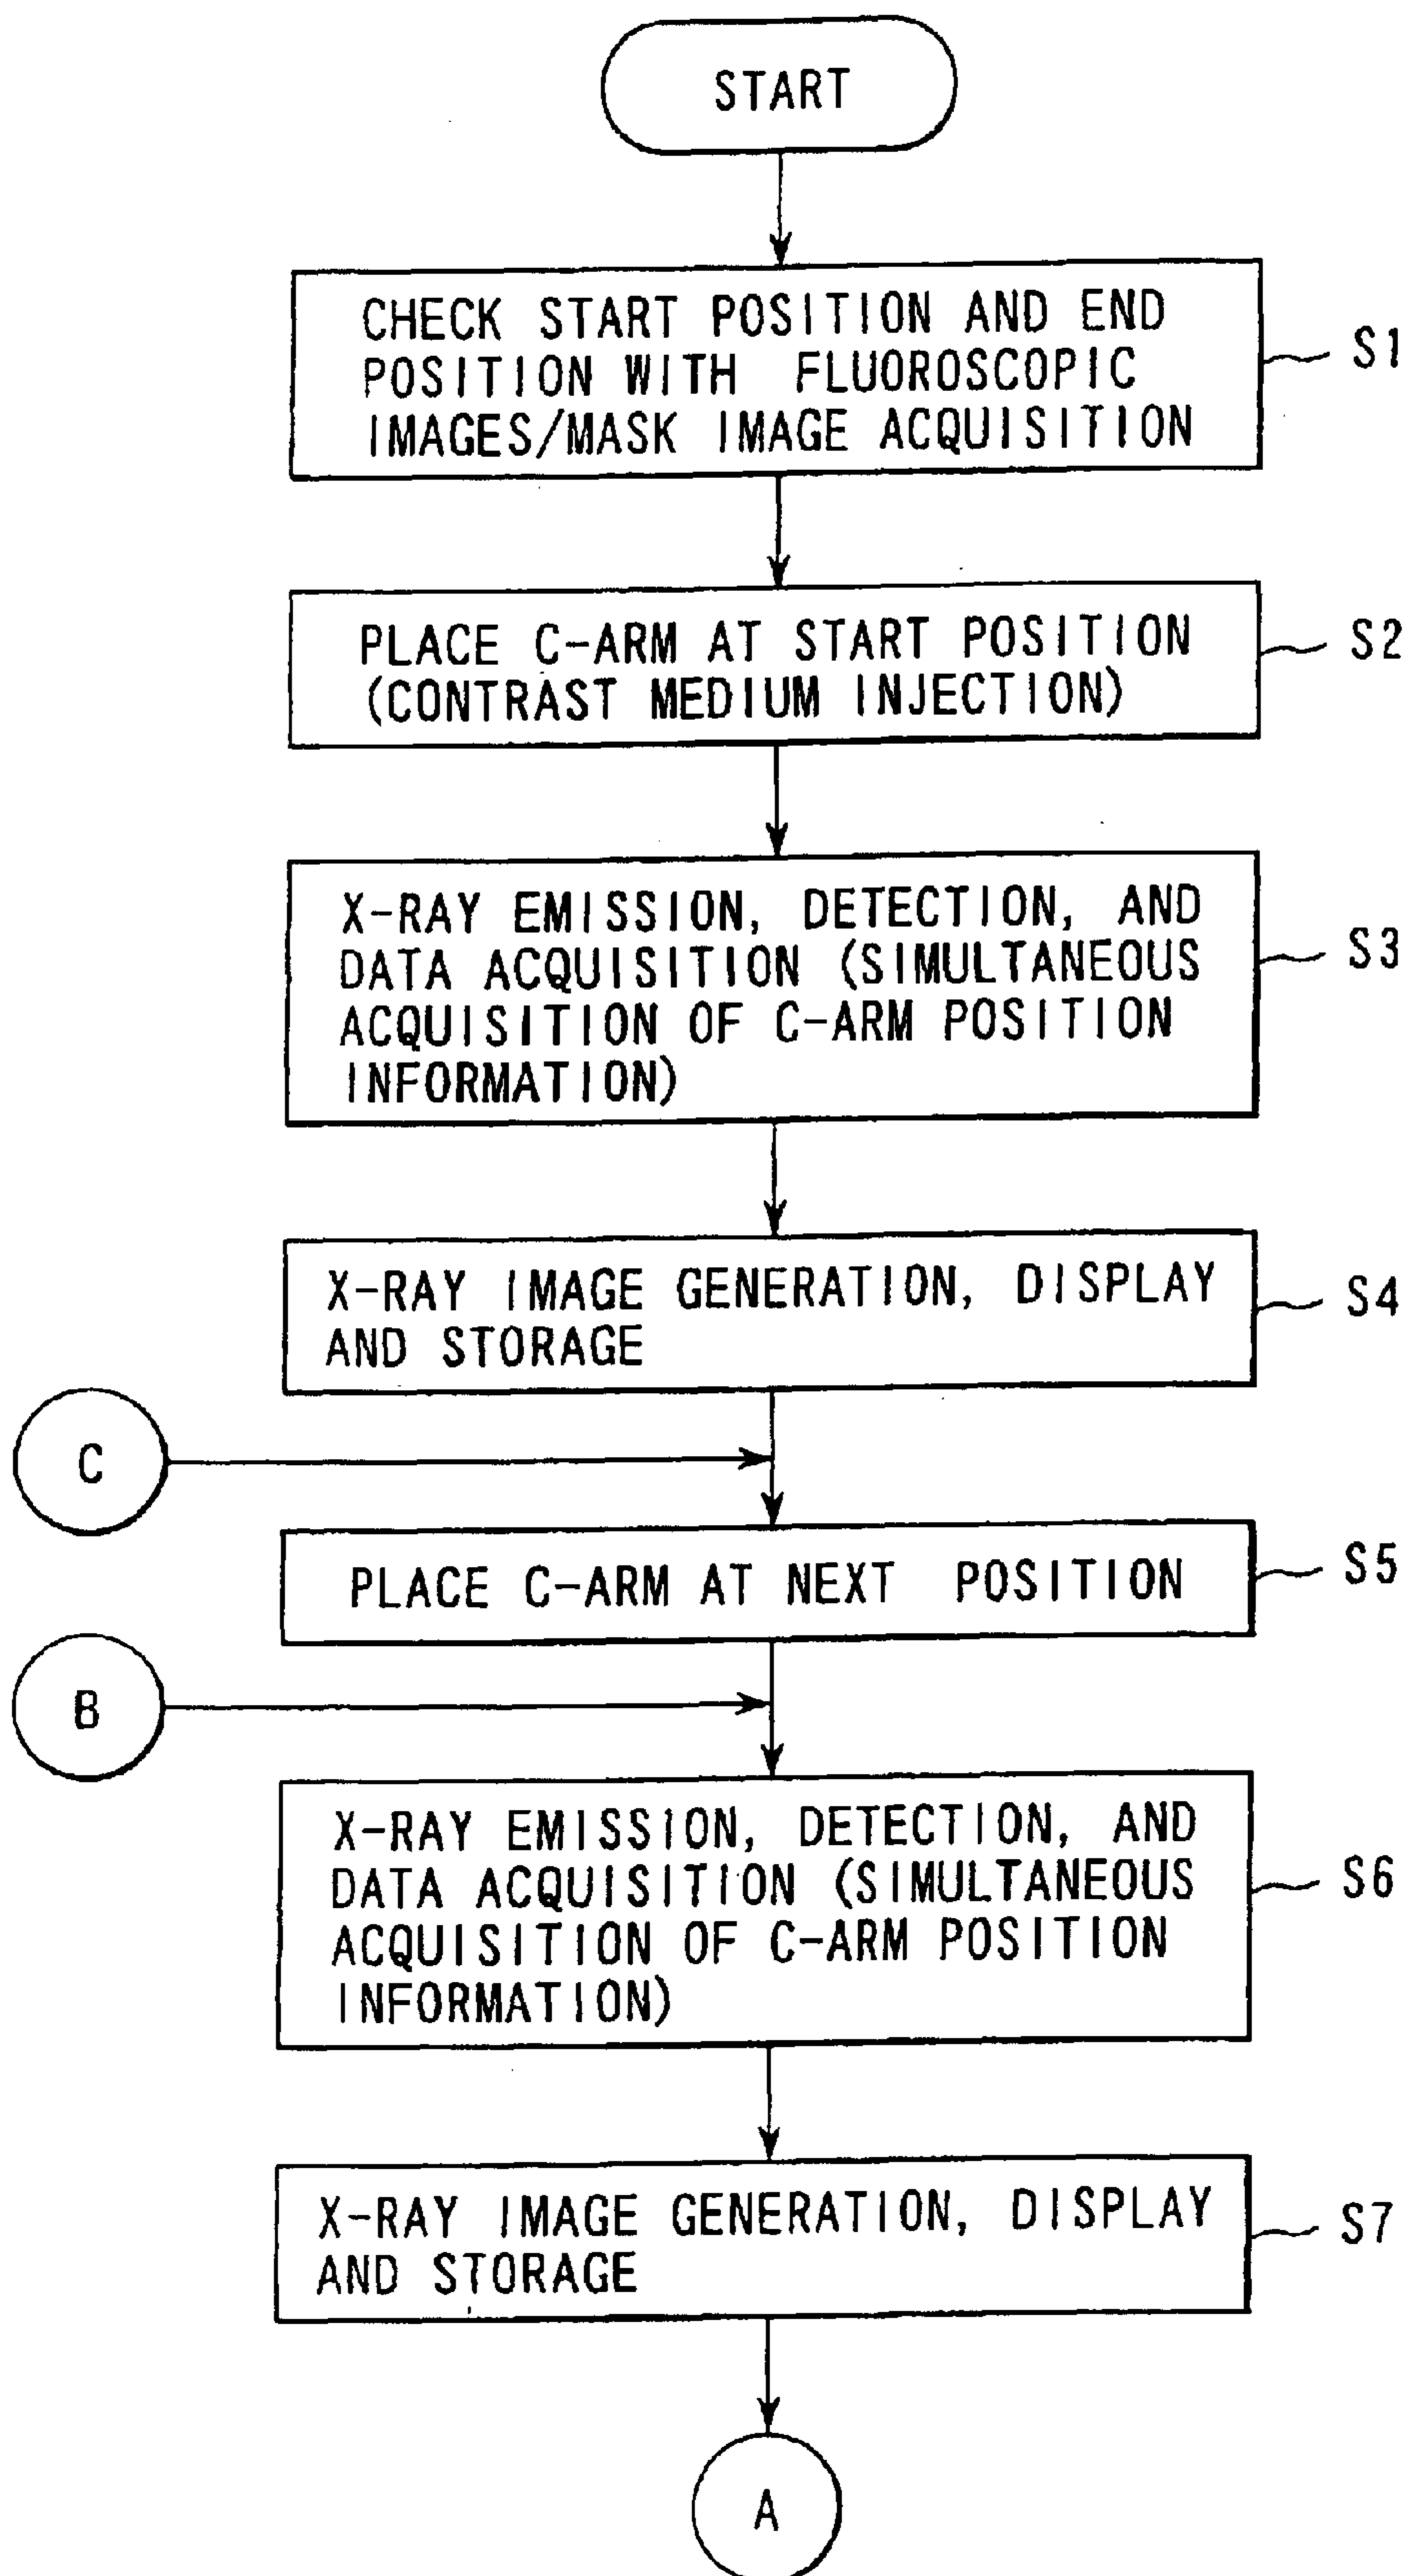 START
CHECK START POSITION AND END
POSITION WITH FLUOROSCOPIC
IMAGES/MASK IMAGE ACQUISITION
S1
PLACE C-ARM AT START POSITION
(CONTRAST MEDIUM INJECTION)
S2
X-RAY EMISSION, DETECTION, AND
DATA ACQUISITION (SIMULTANEOUS
ACQUISITION OF C-ARM POSITION
INFORMATION)
S3
X-RAY IMAGE GENERATION, DISPLAY
AND STORAGE
S4
C
PLACE C-ARM AT NEXT POSITION
S5
B
X-RAY EMISSION, DETECTION, AND
DATA ACQUISITION (SIMULTANEOUS
ACQUISITION OF C-ARM POSITION
INFORMATION)
S6
X-RAY IMAGE GENERATION, DISPLAY
AND STORAGE
S7
A